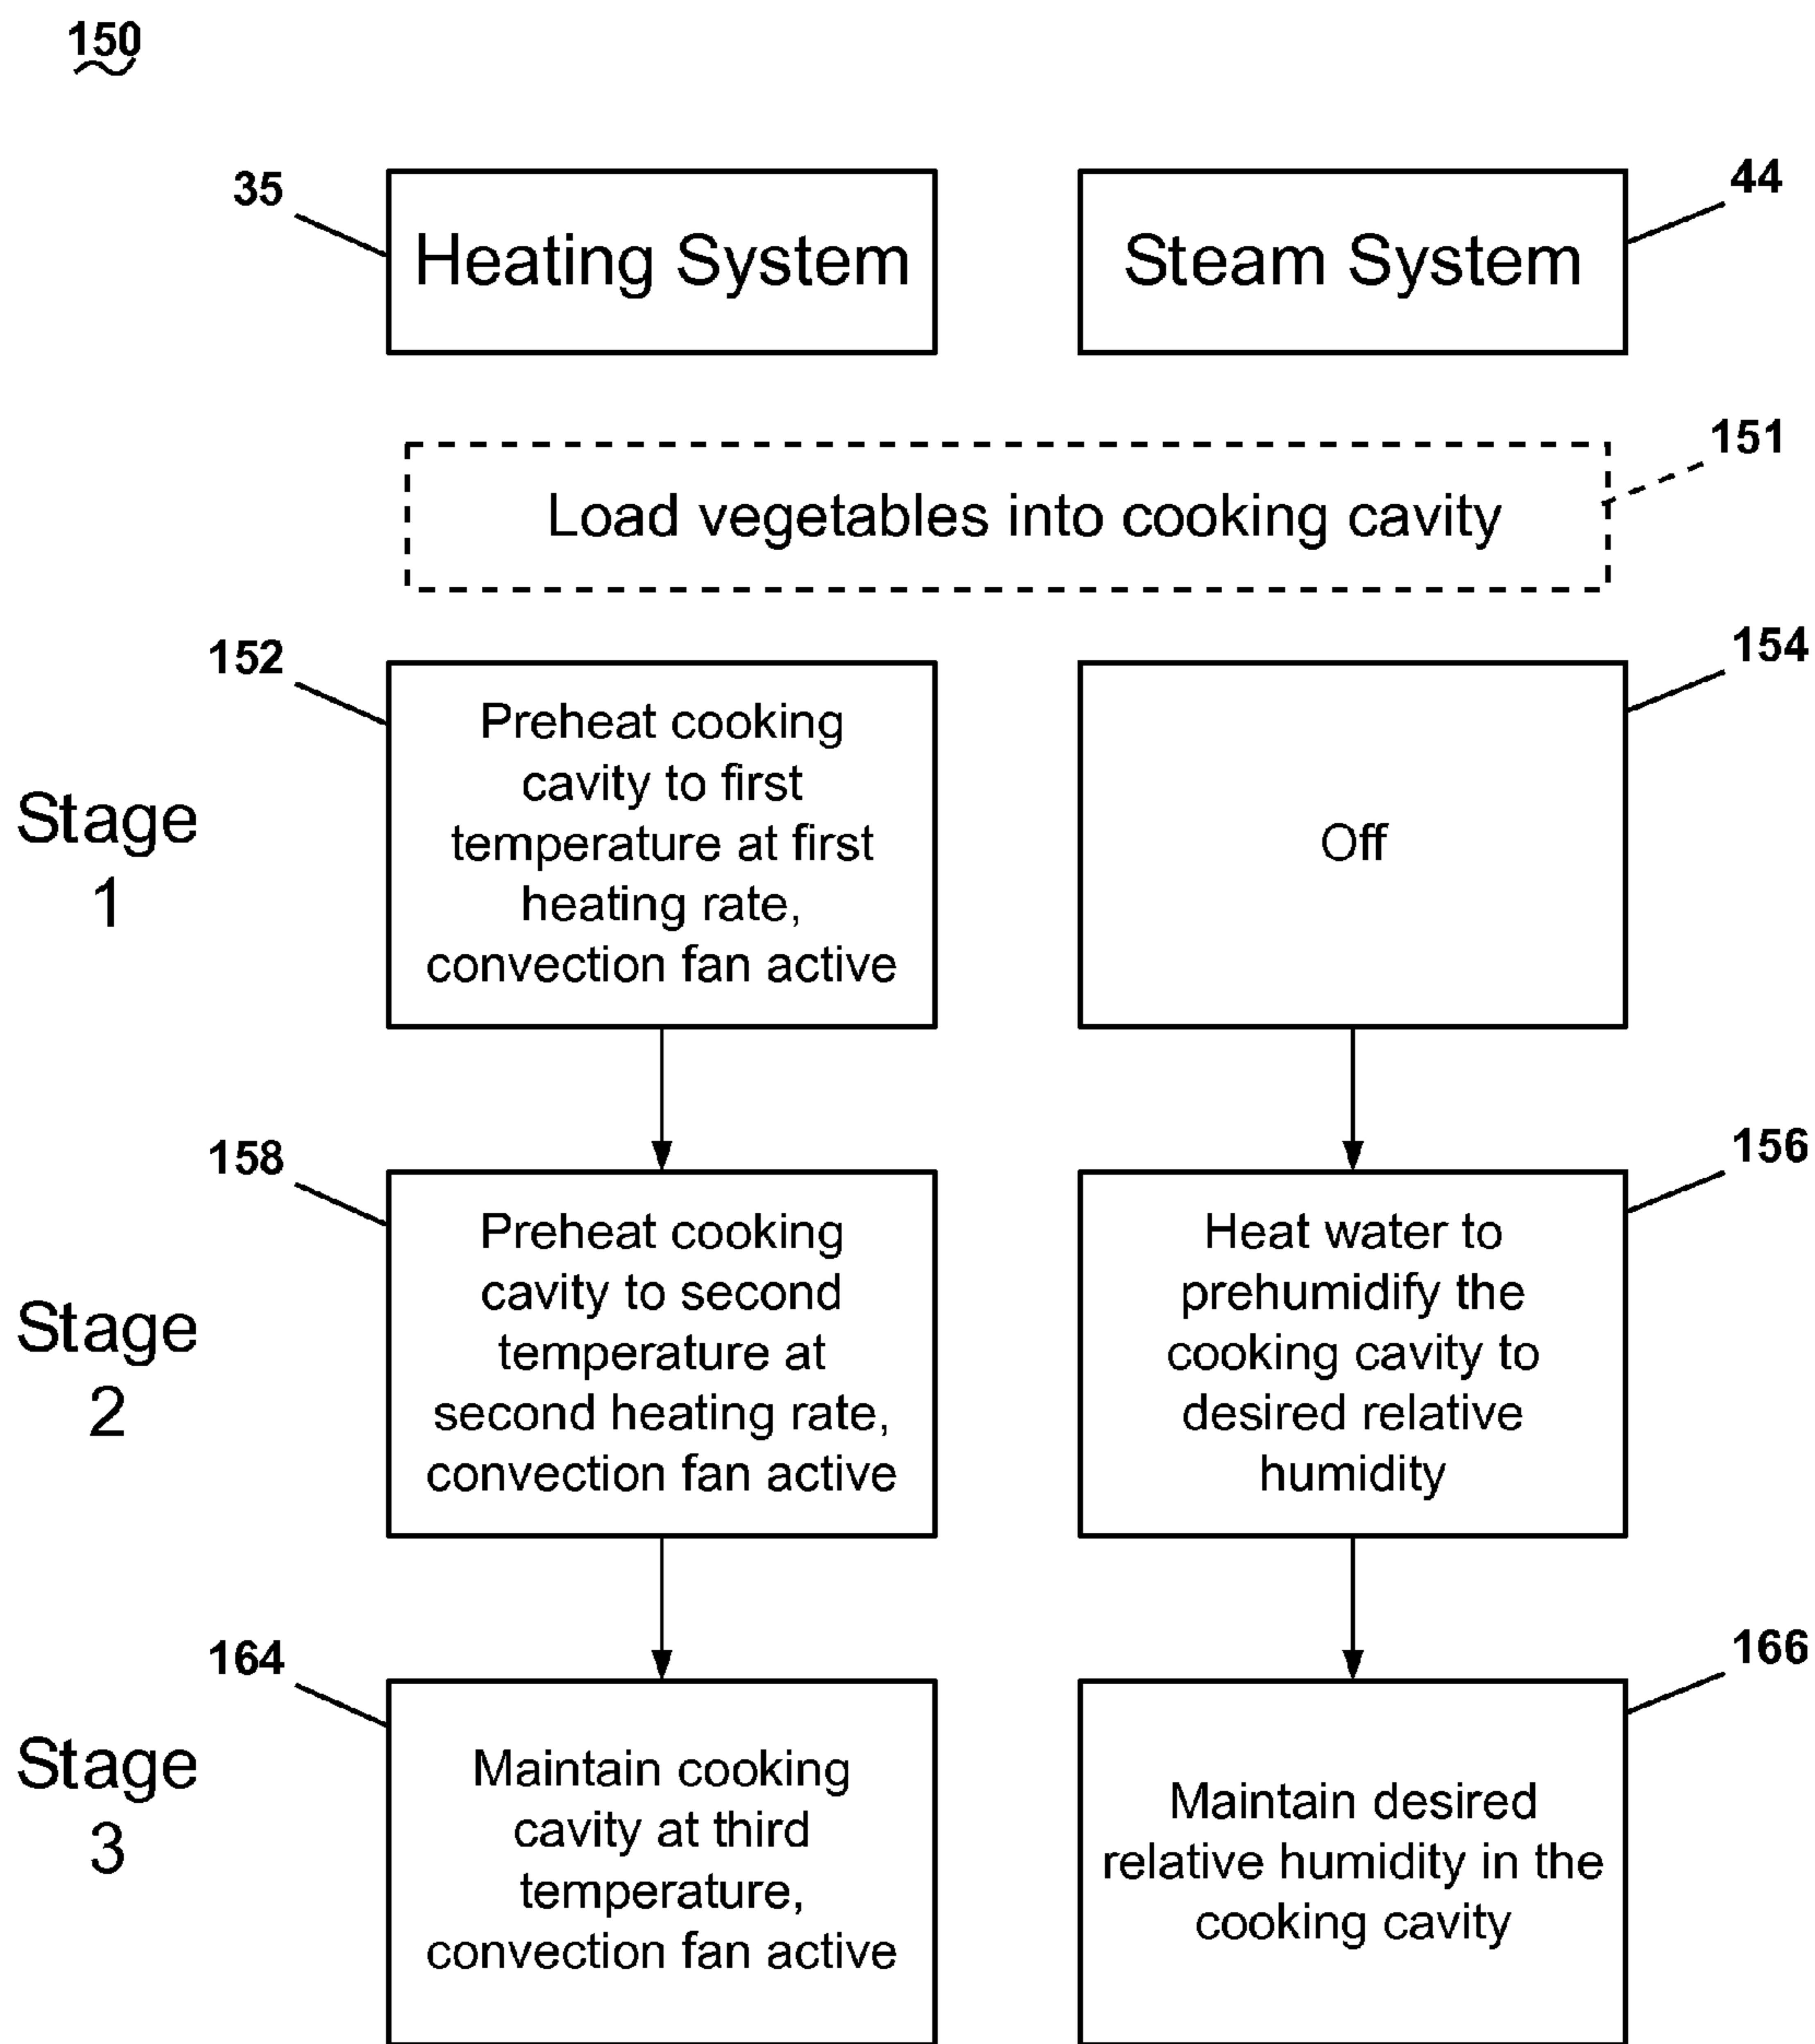 150
35
Heating System
44
Steam System
151
Load vegetables into cooking cavity
Stage
1
152
Preheat cooking
cavity to first
temperature at first
heating rate,
convection fan active
154
Off
Stage
2
158
Preheat cooking
cavity to second
temperature at
second heating rate,
convection fan active
156
Heat water to
prehumidify the
cooking cavity to
desired relative
humidity
Stage
3
164
Maintain cooking
cavity at third
temperature,
convection fan active
166
Maintain desired
relative humidity in the
cooking cavity